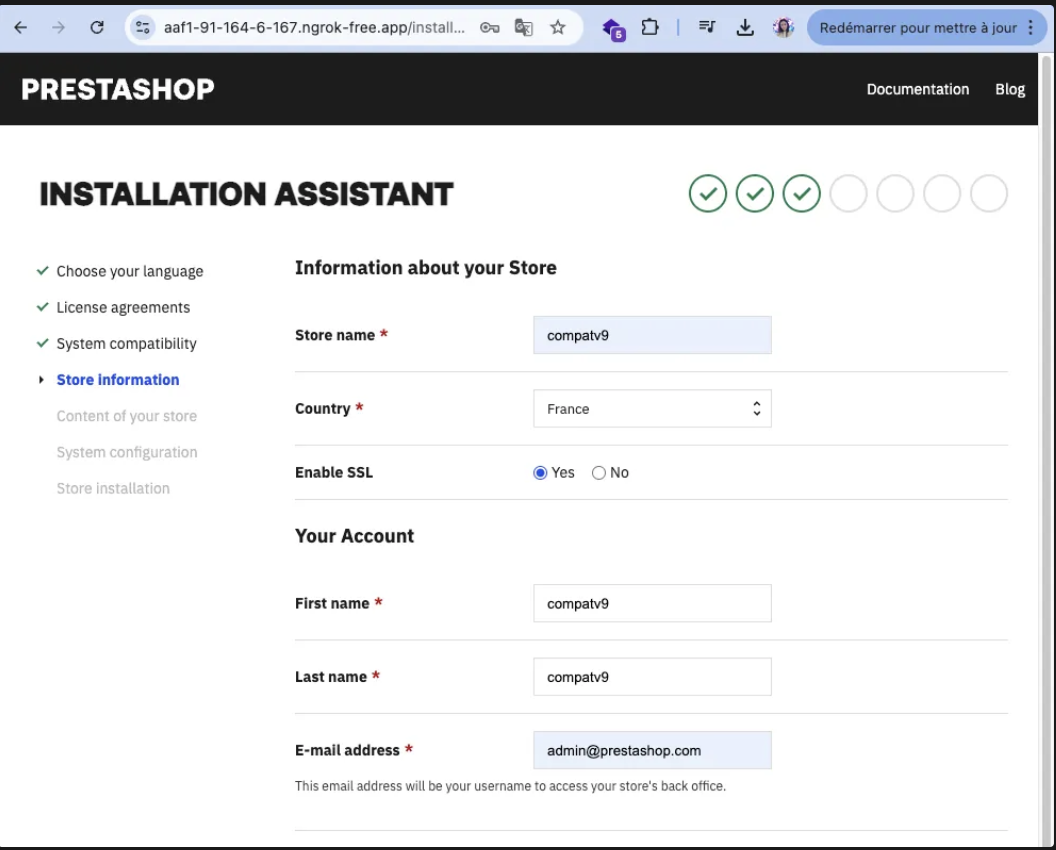 aaf1-91-164-6-167.ngrok-free.app/install...
5
Redémarrer pour mettre à jour
PRESTASHOP
Documentation
Blog
INSTALLATION ASSISTANT
Choose your language
License agreements
System compatibility
Store information
Content of your store
System configuration
Store installation
Information about your Store
Store name *
compatv9
Country *
France
Enable SSL
Yes
No
Your Account
First name *
compatv9
Last name *
compatv9
E-mail address *
admin@prestashop.com
This email address will be your username to access your store's back office.